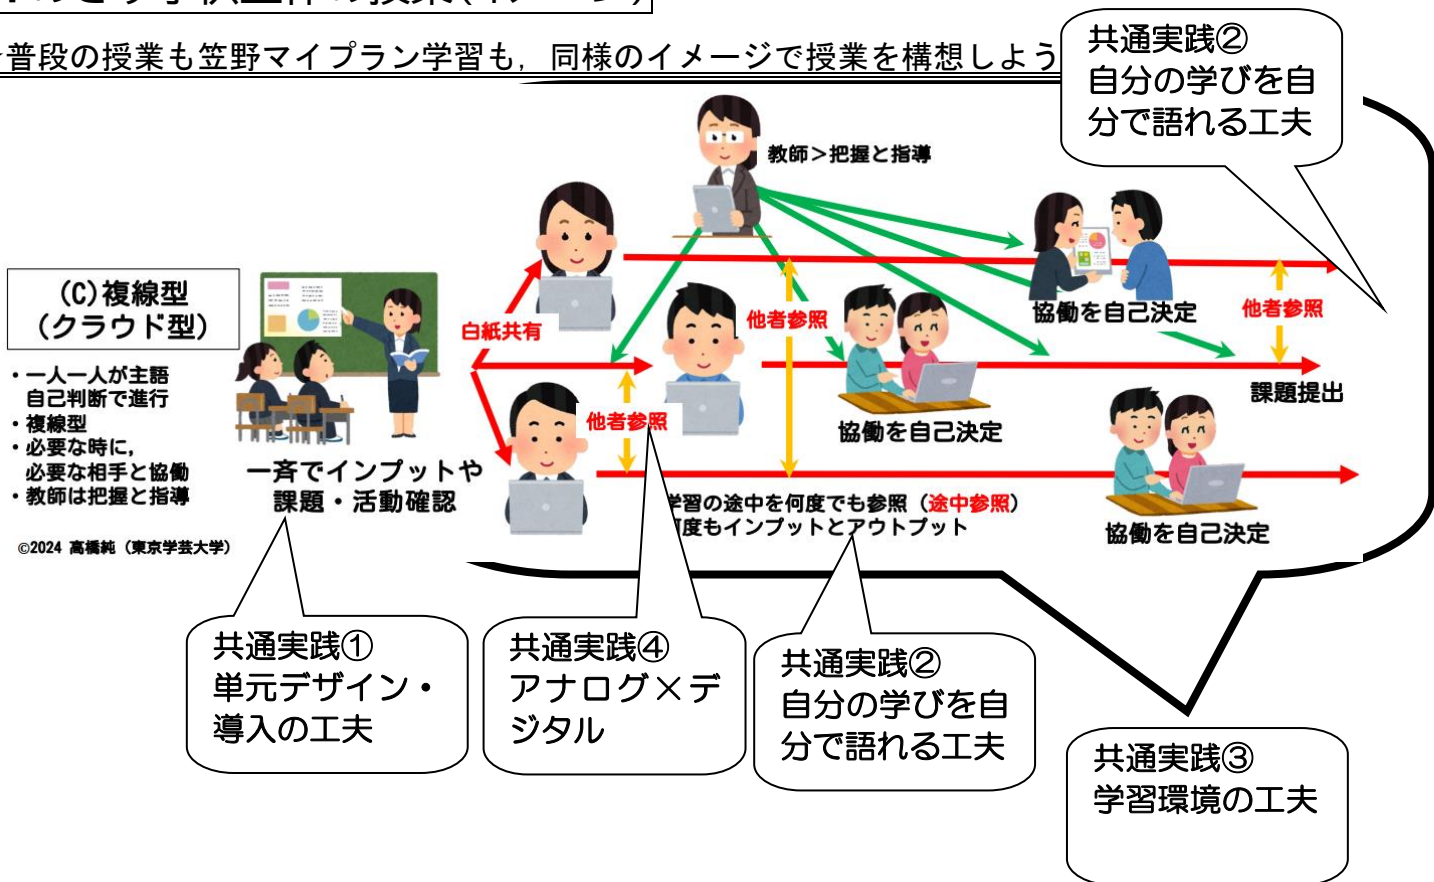 普段の授業も笠野マイプラン学習も，同様のイメージで授業を構想しよう
共通実践②
自分の学びを自
分で語れる工夫
教師＞把握と指導
(C)複線型
（クラウド型）
・一人一人が主語
自己判断で進行
・複線型
・必要な時に，
必要な相手と協働
・教師は把握と指導
©2024 高橋純（東京学芸大学）
一斉でインプットや
課題・活動確認
白紙共有
他者参照
他者参照
他者参照
協働を自己決定
協働を自己決定
協働を自己決定
課題提出
学習の途中を何度でも参照（途中参照）
何度もインプットとアウトプット
共通実践①
単元デザイン・
導入の工夫
共通実践④
アナログ×デ
ジタル
共通実践②
自分の学びを自
分で語れる工夫
共通実践③
学習環境の工夫